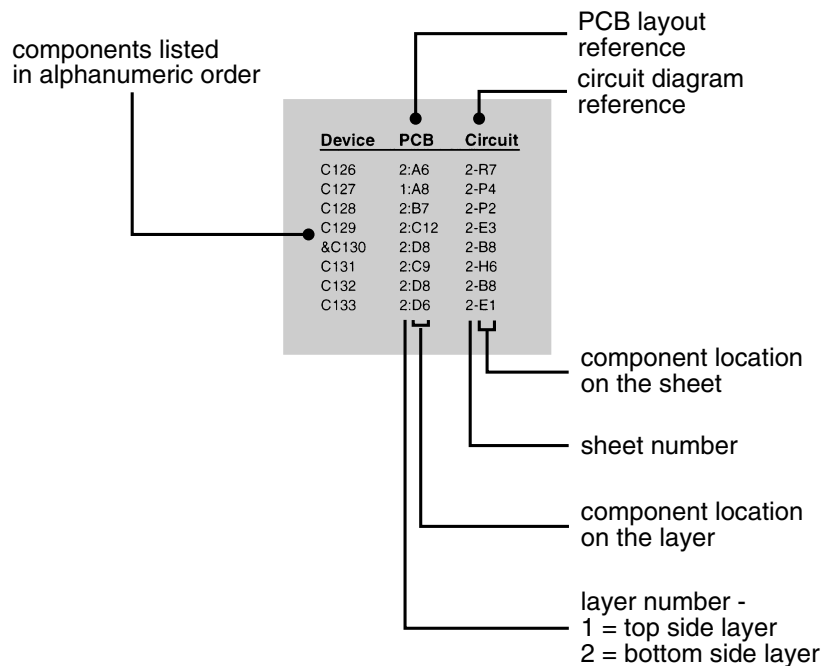 PCB layout
reference
components listed
in alphanumeric order
circuit diagram
reference
Device PCB Circuit
C126 2:A6 2-R7
C127 1:A8 2-P4
C128 2:B7 2-P2
C129 2:C12 2-E3
&C130 2:D8 2-B8
C131 2:C9 2-H6
C132 2:D8 2-B8
C133 2:D6 2-E1
component location
on the sheet
sheet number
component location
on the layer
layer number -
1 = top side layer
2 = bottom side layer